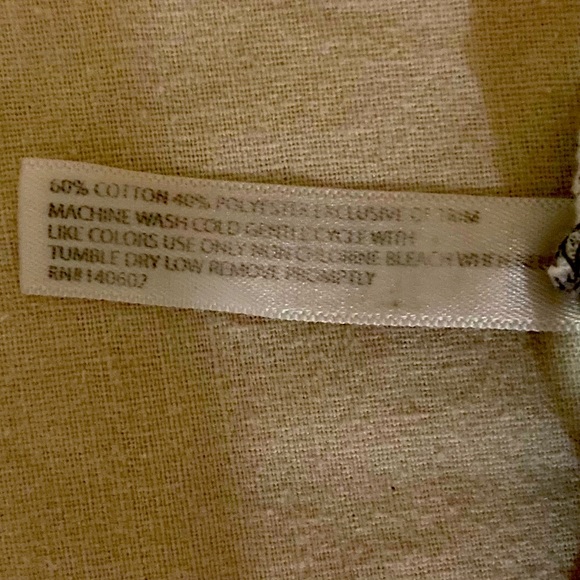 60% COTTON 40% POLYESTER EXCLUSIVE OF TRIM
MACHINE WASH COLD GENTLE CYCLE WITH
LIKE COLORS USE ONLY NON CHLORINE BLEACH WHEN
TUMBLE DRY LOW REMOVE PROMPTLY
RN#140602